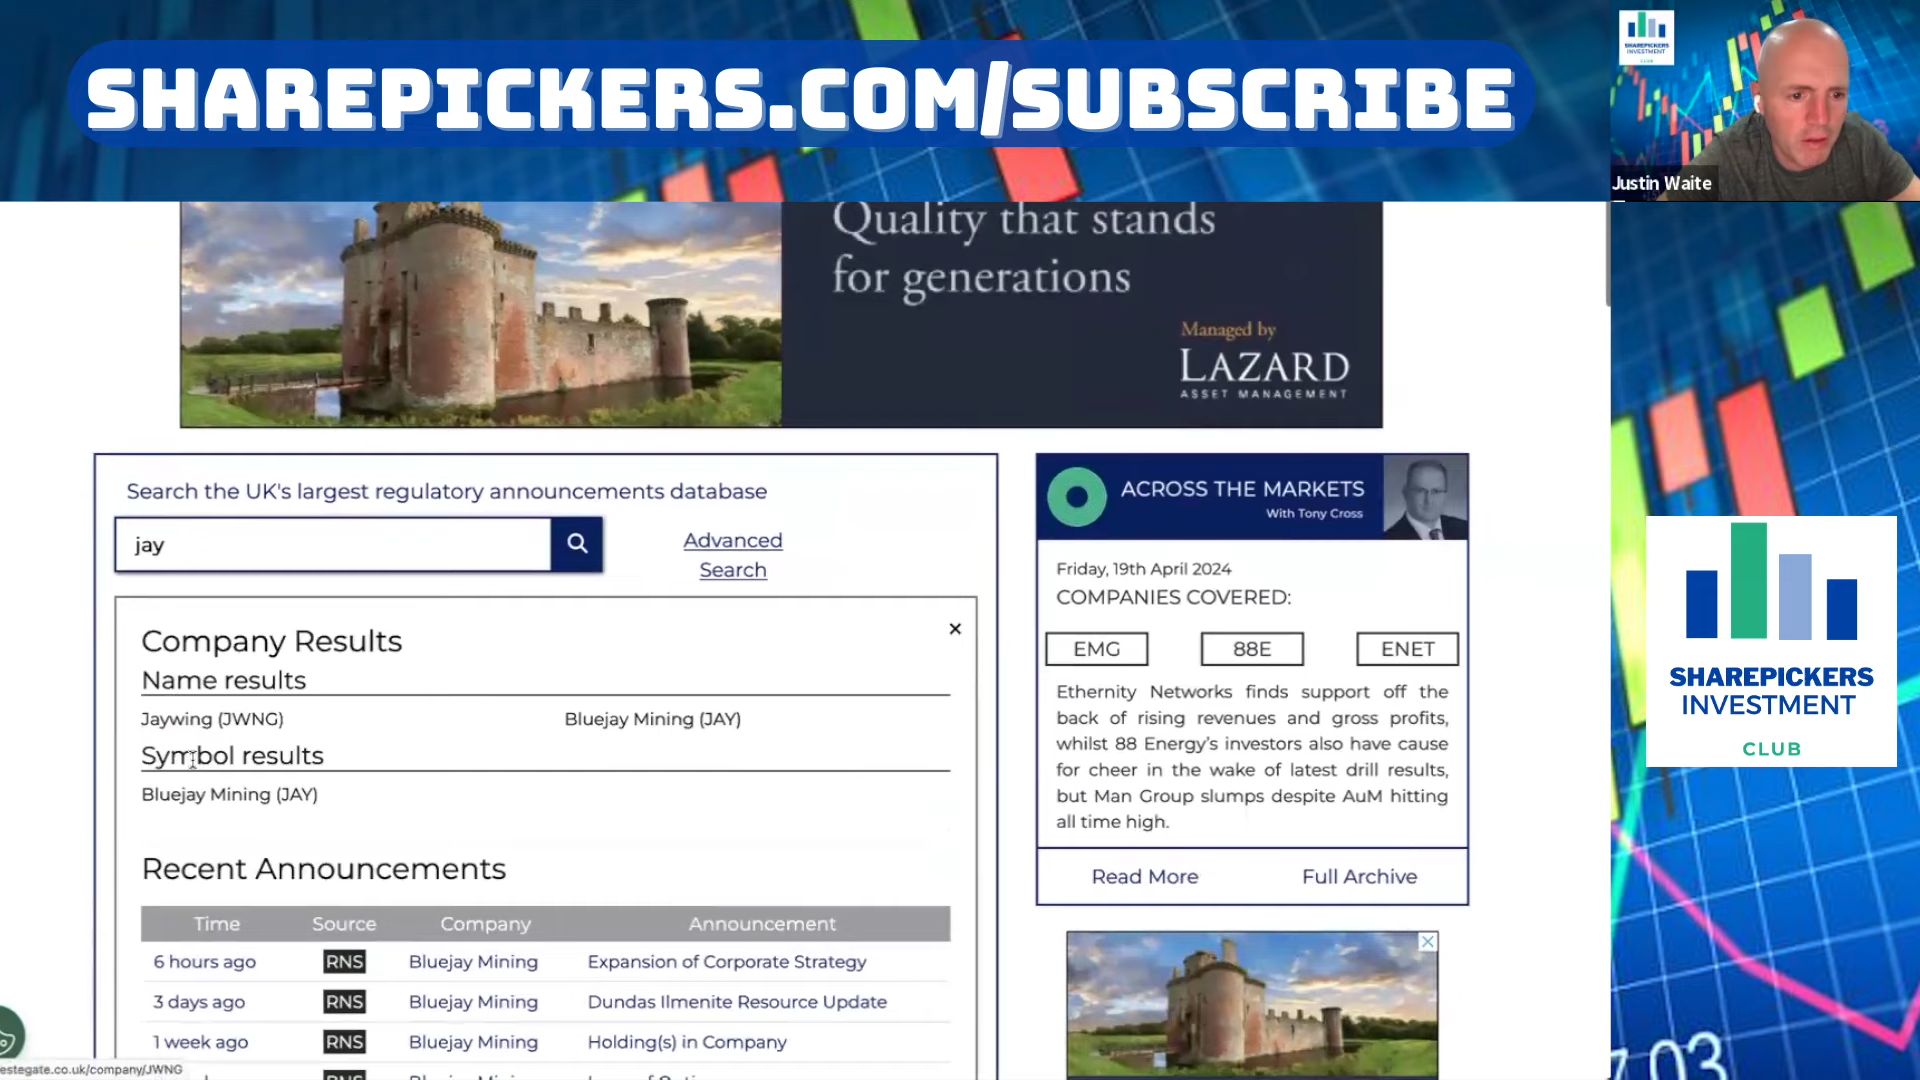 SHAREPICKERS.COM/SUBSCRIBE
SHAREPICKERS
INVESTMENT
CLUB
Justin Waite
Quality that stands
for generations
Managed by
LAZARD
ASSET MANAGEMENT
Search the UK's largest regulatory announcements database
jay
Advanced
Search
Company Results
×
Name results
Jaywing (JWNG) Bluejay Mining (JAY)
Symbol results
Bluejay Mining (JAY)
Recent Announcements
Time Source Company Announcement
6 hours ago RNS Bluejay Mining Expansion of Corporate Strategy
3 days ago RNS Bluejay Mining Dundas Ilmenite Resource Update
1 week ago RNS Bluejay Mining Holding(s) in Company
estegate.co.uk/company/JWNG
ACROSS THE MARKETS
With Tony Cross
Friday, 19th April 2024
COMPANIES COVERED:
EMG 88E ENET
Ethernity Networks finds support off the
back of rising revenues and gross profits,
whilst 88 Energy's investors also have cause
for cheer in the wake of latest drill results,
but Man Group slumps despite AuM hitting
all time high.
Read More Full Archive
SHAREPICKERS
INVESTMENT
CLUB
7.03